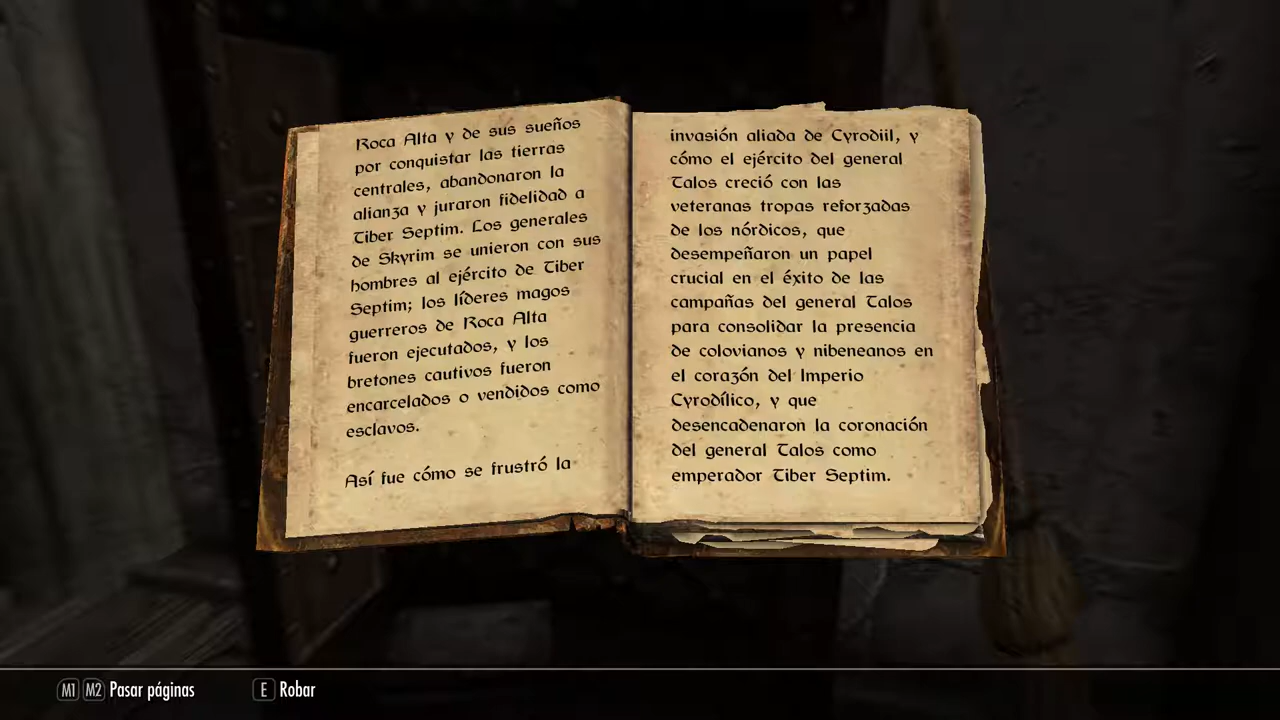 Roca Alta y de sus sueños
por conquistar las tierras
centrales, abandonaron la
alianza y juraron fidelidad a
Tiber Septim. Los generales
de Skyrim se unieron con sus
hombres al ejército de Tiber
Septim; los líderes magos
guerreros de Roca Alta
fueron ejecutados, y los
bretones cautivos fueron
encarcelados o vendidos como
esclavos.
Así fue cómo se frustró la
invasión aliada de Cyrodiil, y
cómo el ejército del general
Talos creció con las
veteranas tropas reforzadas
de los nórdicos, que
desempeñaron un papel
crucial en el éxito de las
campañas del general Talos
para consolidar la presencia
de colovianos y nibeneanos en
el corazón del Imperio
Cyrodílico, y que
desencadenaron la coronación
del general Talos como
emperador Tiber Septim.
M1 M2 Pasar páginas
E Robar